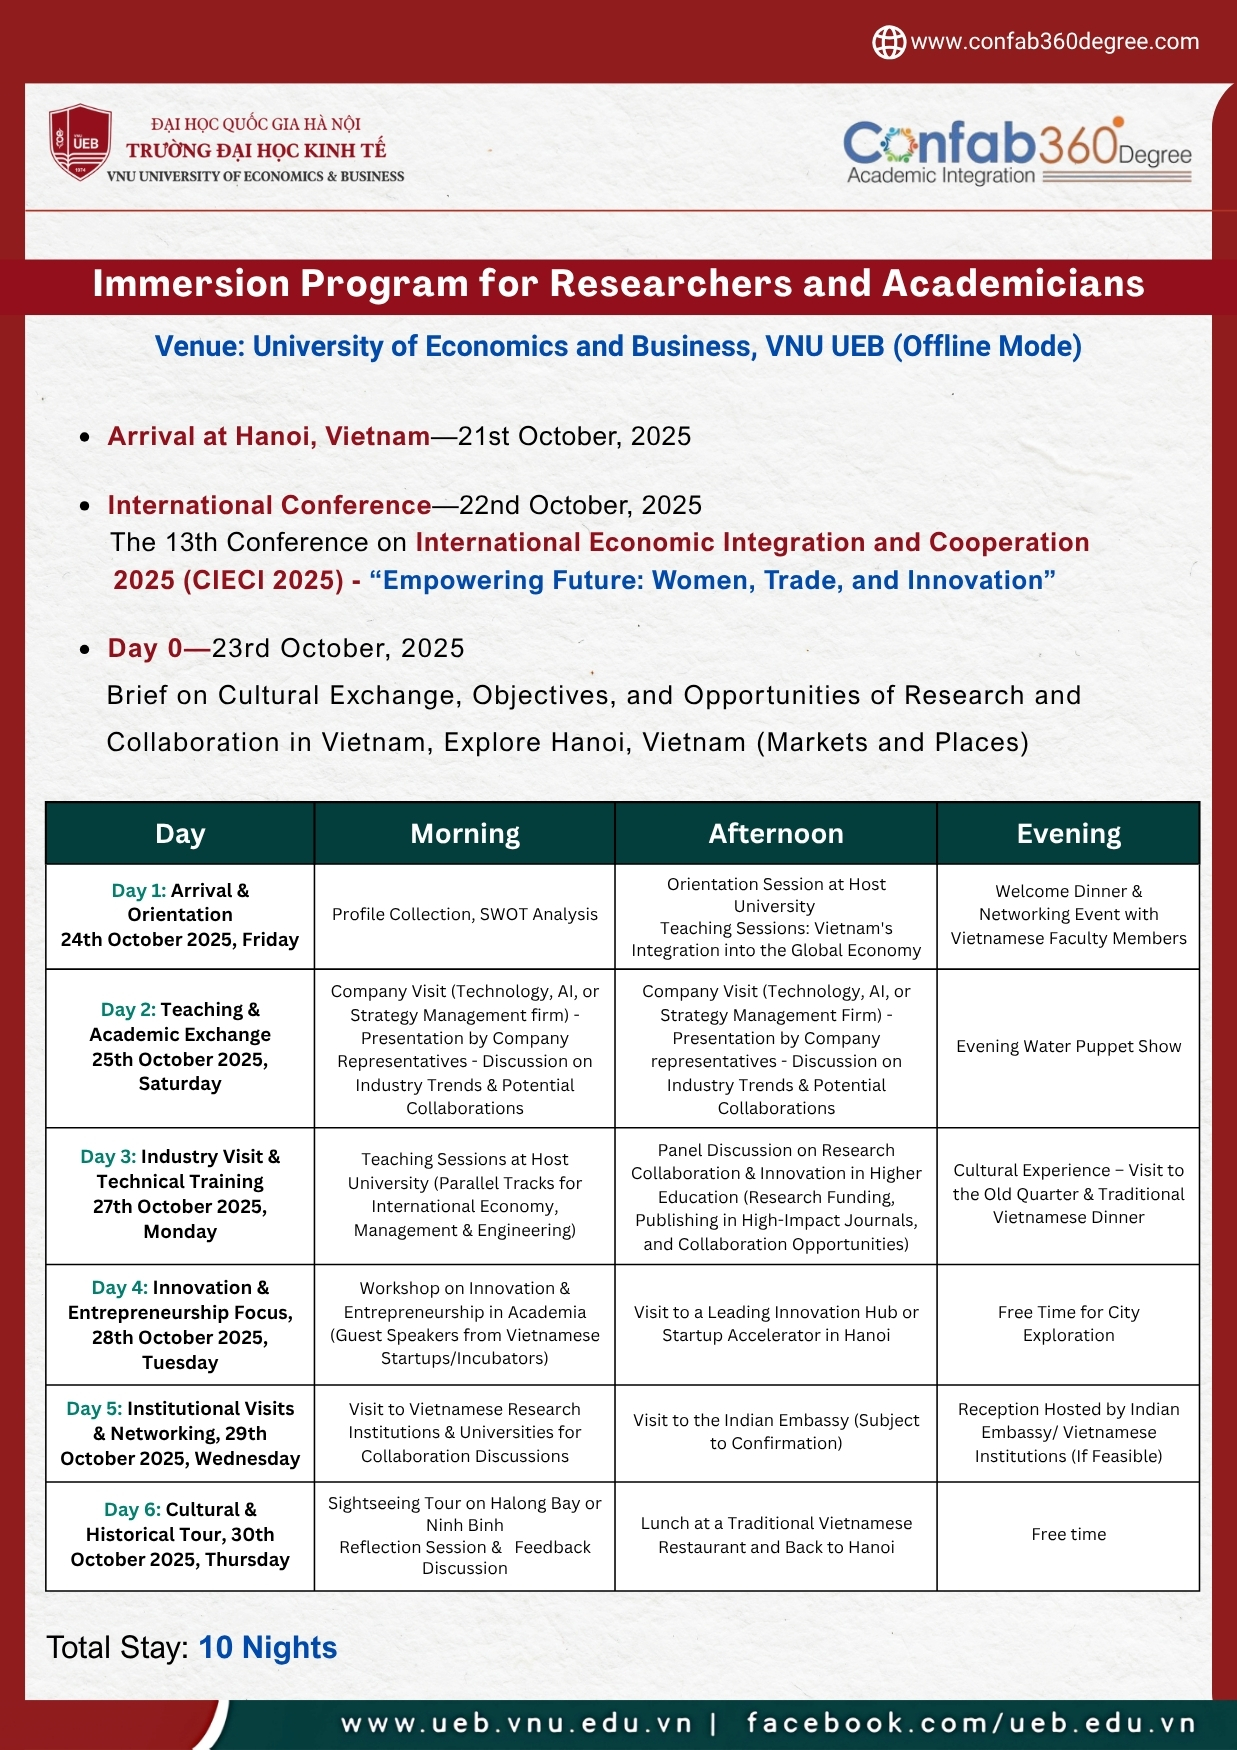 www.confab360degree.com
ĐẠI HỌC QUỐC GIA HÀ NỘI
TRƯỜNG ĐẠI HỌC KINH TẾ
VNU UNIVERSITY OF ECONOMICS & BUSINESS
VNU
UEB
1974
Confab360Degree
Academic Integration
Immersion Program for Researchers and Academicians
Venue: University of Economics and Business, VNU UEB (Offline Mode)
• Arrival at Hanoi, Vietnam—21st October, 2025
• International Conference—22nd October, 2025
The 13th Conference on International Economic Integration and Cooperation
2025 (CIECI 2025) - “Empowering Future: Women, Trade, and Innovation”
• Day 0—23rd October, 2025
Brief on Cultural Exchange, Objectives, and Opportunities of Research and
Collaboration in Vietnam, Explore Hanoi, Vietnam (Markets and Places)
Day
Morning
Afternoon
Evening
Day 1: Arrival &
Orientation
24th October 2025, Friday
Profile Collection, SWOT Analysis
Orientation Session at Host
University
Teaching Sessions: Vietnam's
Integration into the Global Economy
Welcome Dinner &
Networking Event with
Vietnamese Faculty Members
Day 2: Teaching &
Academic Exchange
25th October 2025,
Saturday
Company Visit (Technology, AI, or
Strategy Management firm) -
Presentation by Company
Representatives - Discussion on
Industry Trends & Potential
Collaborations
Company Visit (Technology, AI, or
Strategy Management Firm) -
Presentation by Company
representatives - Discussion on
Industry Trends & Potential
Collaborations
Evening Water Puppet Show
Day 3: Industry Visit &
Technical Training
27th October 2025,
Monday
Teaching Sessions at Host
University (Parallel Tracks for
International Economy,
Management & Engineering)
Panel Discussion on Research
Collaboration & Innovation in Higher
Education (Research Funding,
Publishing in High-Impact Journals,
and Collaboration Opportunities)
Cultural Experience – Visit to
the Old Quarter & Traditional
Vietnamese Dinner
Day 4: Innovation &
Entrepreneurship Focus,
28th October 2025,
Tuesday
Workshop on Innovation &
Entrepreneurship in Academia
(Guest Speakers from Vietnamese
Startups/Incubators)
Visit to a Leading Innovation Hub or
Startup Accelerator in Hanoi
Free Time for City
Exploration
Day 5: Institutional Visits
& Networking, 29th
October 2025, Wednesday
Visit to Vietnamese Research
Institutions & Universities for
Collaboration Discussions
Visit to the Indian Embassy (Subject
to Confirmation)
Reception Hosted by Indian
Embassy/ Vietnamese
Institutions (If Feasible)
Day 6: Cultural &
Historical Tour, 30th
October 2025, Thursday
Sightseeing Tour on Halong Bay or
Ninh Binh
Reflection Session & Feedback
Discussion
Lunch at a Traditional Vietnamese
Restaurant and Back to Hanoi
Free time
Total Stay: 10 Nights
www.ueb.vnu.edu.vn | facebook.com/ueb.edu.vn